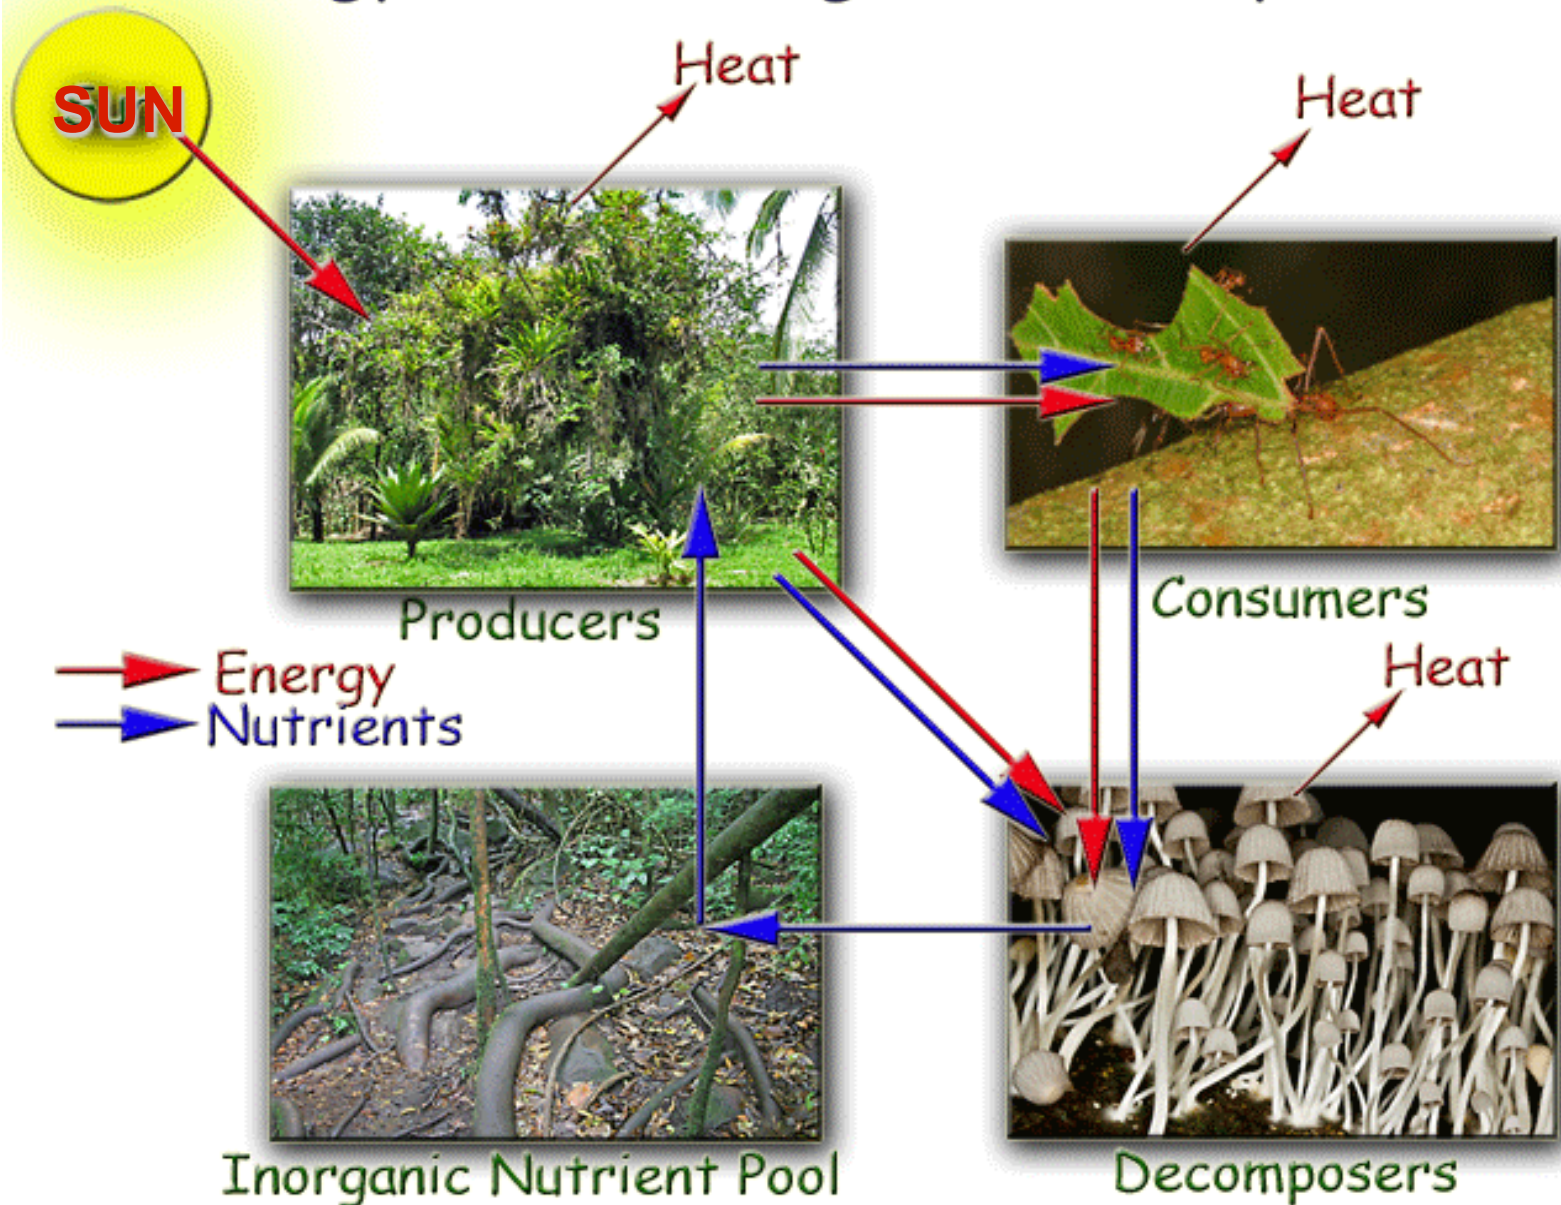 SUN
Heat
Heat
Producers
Consumers
Energy
Nutrients
Heat
Inorganic Nutrient Pool
Decomposers